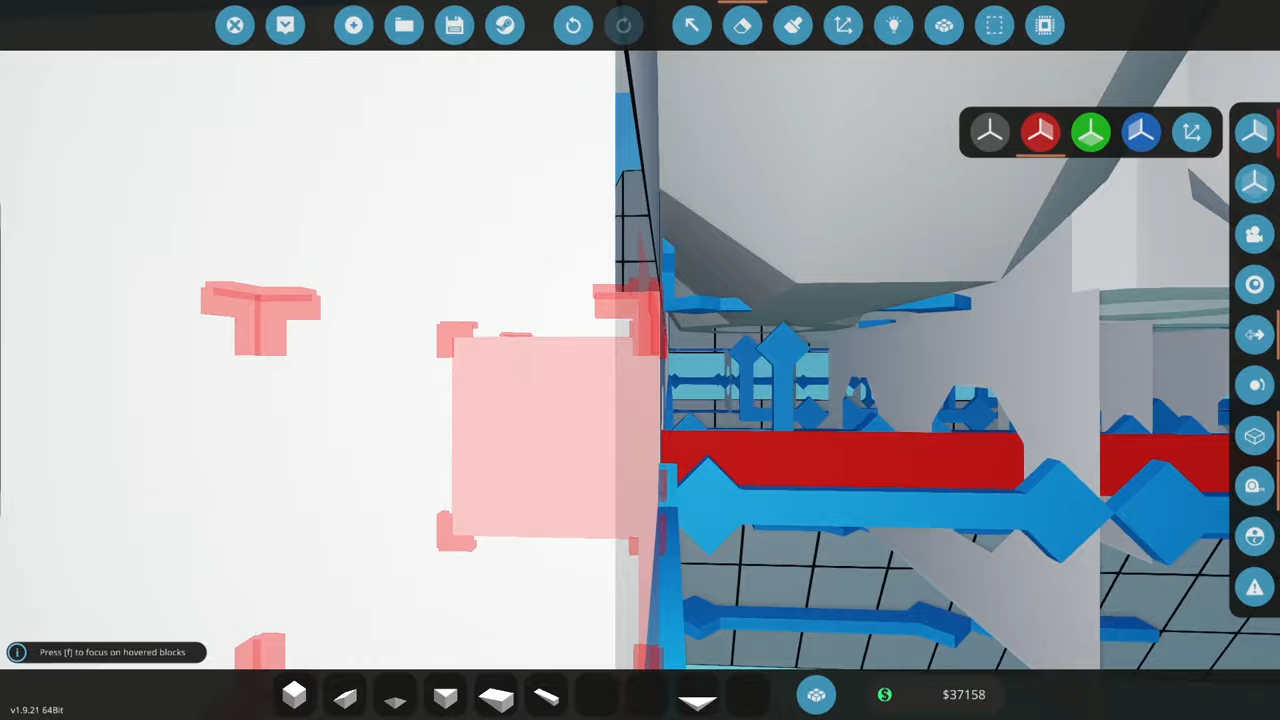 Press [f] to focus on hovered blocks
v1.9.21 64Bit
$
$37158